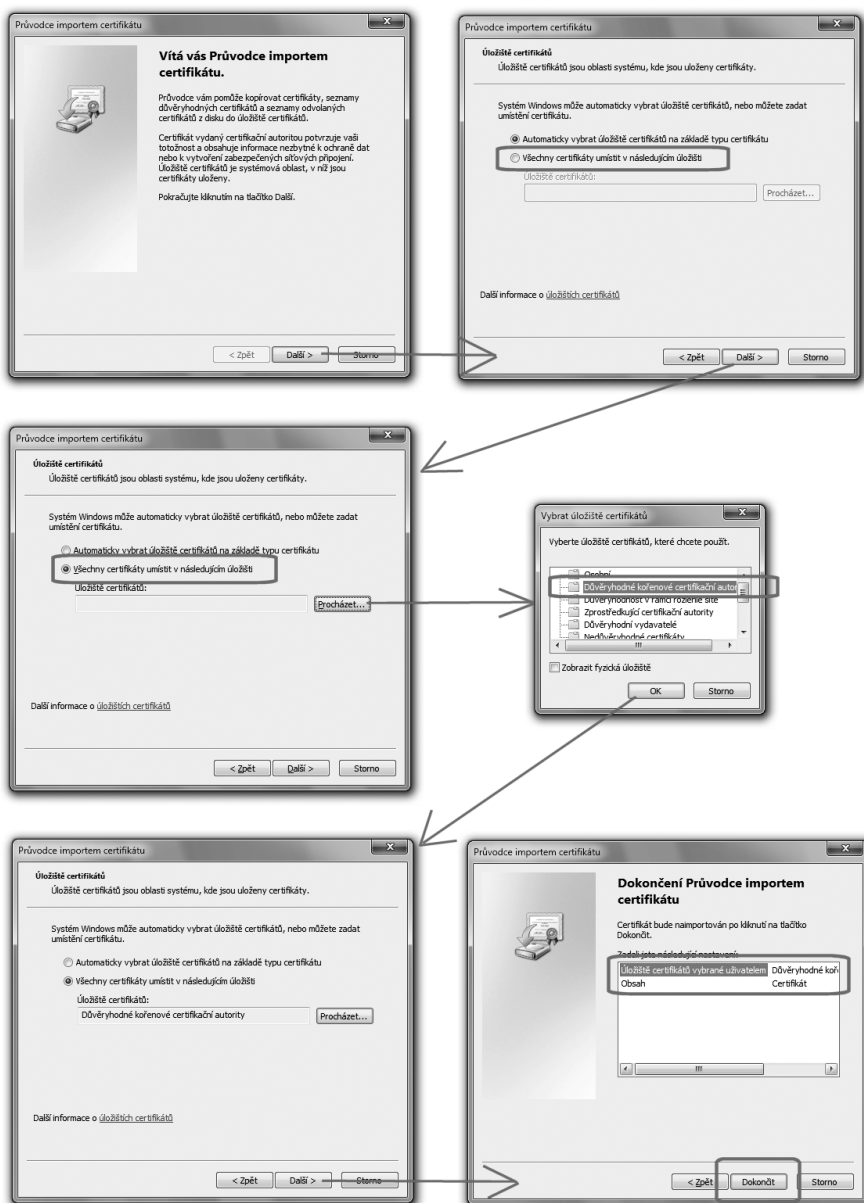 Průvodce importem certifikátu
Vítá vás Průvodce importem
certifikátu.
Průvodce vám pomůže kopírovat certifikáty, seznamy
důvěryhodných certifikátů a seznamy odvolaných
certifikátů z disku do úložiště certifikátů.
Certifikát vydaný certifikační autoritou potvrzuje vaši
totožnost a obsahuje informace nezbytné k ochraně dat
nebo k vytvoření zabezpečených síťových připojení.
Úložiště certifikátů je systémová oblast, v níž jsou
certifikáty uloženy.
Pokračujte kliknutím na tlačítko Další.
< Zpět
Další >
Storno
Průvodce importem certifikátu
Úložiště certifikátů
Úložiště certifikátů jsou oblasti systému, kde jsou uloženy certifikáty.
Systém Windows může automaticky vybrat úložiště certifikátů, nebo můžete zadat
umístění certifikátu.
Automaticky vybrat úložiště certifikátů na základě typu certifikátu
Všechny certifikáty umístit v následujícím úložišti
Úložiště certifikátů:
Procházet...
Další informace o úložištích certifikátů
< Zpět
Další >
Storno
Průvodce importem certifikátu
Úložiště certifikátů
Úložiště certifikátů jsou oblasti systému, kde jsou uloženy certifikáty.
Systém Windows může automaticky vybrat úložiště certifikátů, nebo můžete zadat
umístění certifikátu.
Automaticky vybrat úložiště certifikátů na základě typu certifikátu
Všechny certifikáty umístit v následujícím úložišti
Úložiště certifikátů:
Procházet...
Další informace o úložištích certifikátů
< Zpět
Další >
Storno
Vybrat úložiště certifikátů
Vyberte úložiště certifikátů, které chcete použít.
Osobní
Důvěryhodné kořenové certifikační autor
Důvěryhodnost v rámci rozlehlé sítě
Zprostředkující certifikační autority
Důvěryhodní vydavatelé
Nedůvěryhodné certifikáty
Zobrazit fyzická úložiště
OK
Storno
Průvodce importem certifikátu
Úložiště certifikátů
Úložiště certifikátů jsou oblasti systému, kde jsou uloženy certifikáty.
Systém Windows může automaticky vybrat úložiště certifikátů, nebo můžete zadat
umístění certifikátu.
Automaticky vybrat úložiště certifikátů na základě typu certifikátu
Všechny certifikáty umístit v následujícím úložišti
Úložiště certifikátů:
Důvěryhodné kořenové certifikační autority
Procházet...
Další informace o úložištích certifikátů
< Zpět
Další >
Storno
Průvodce importem certifikátu
Dokončení Průvodce importem
certifikátu
Certifikát bude naimportován po kliknutí na tlačítko
Dokončit.
Zadali jste následující nastavení:
Úložiště certifikátů vybrané uživatelem Důvěryhodné koř
Obsah Certifikát
< Zpět
Dokončit
Storno